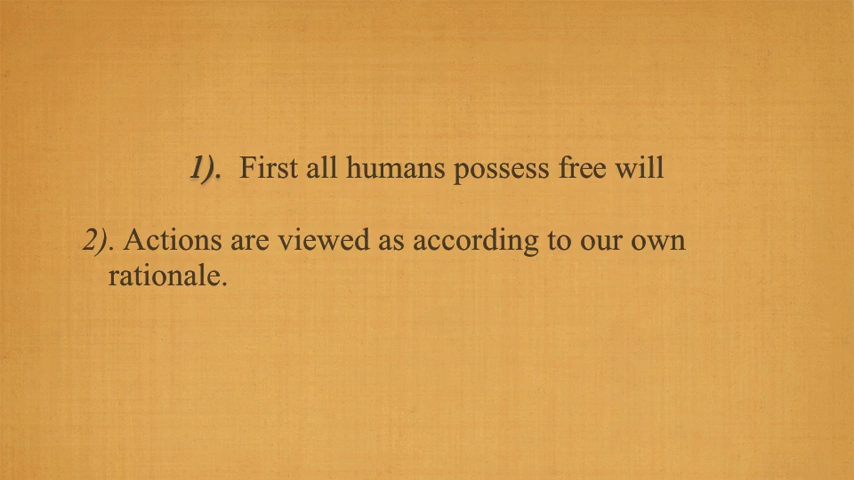 1). First all humans possess free will
2). Actions are viewed as according to our own
rationale.